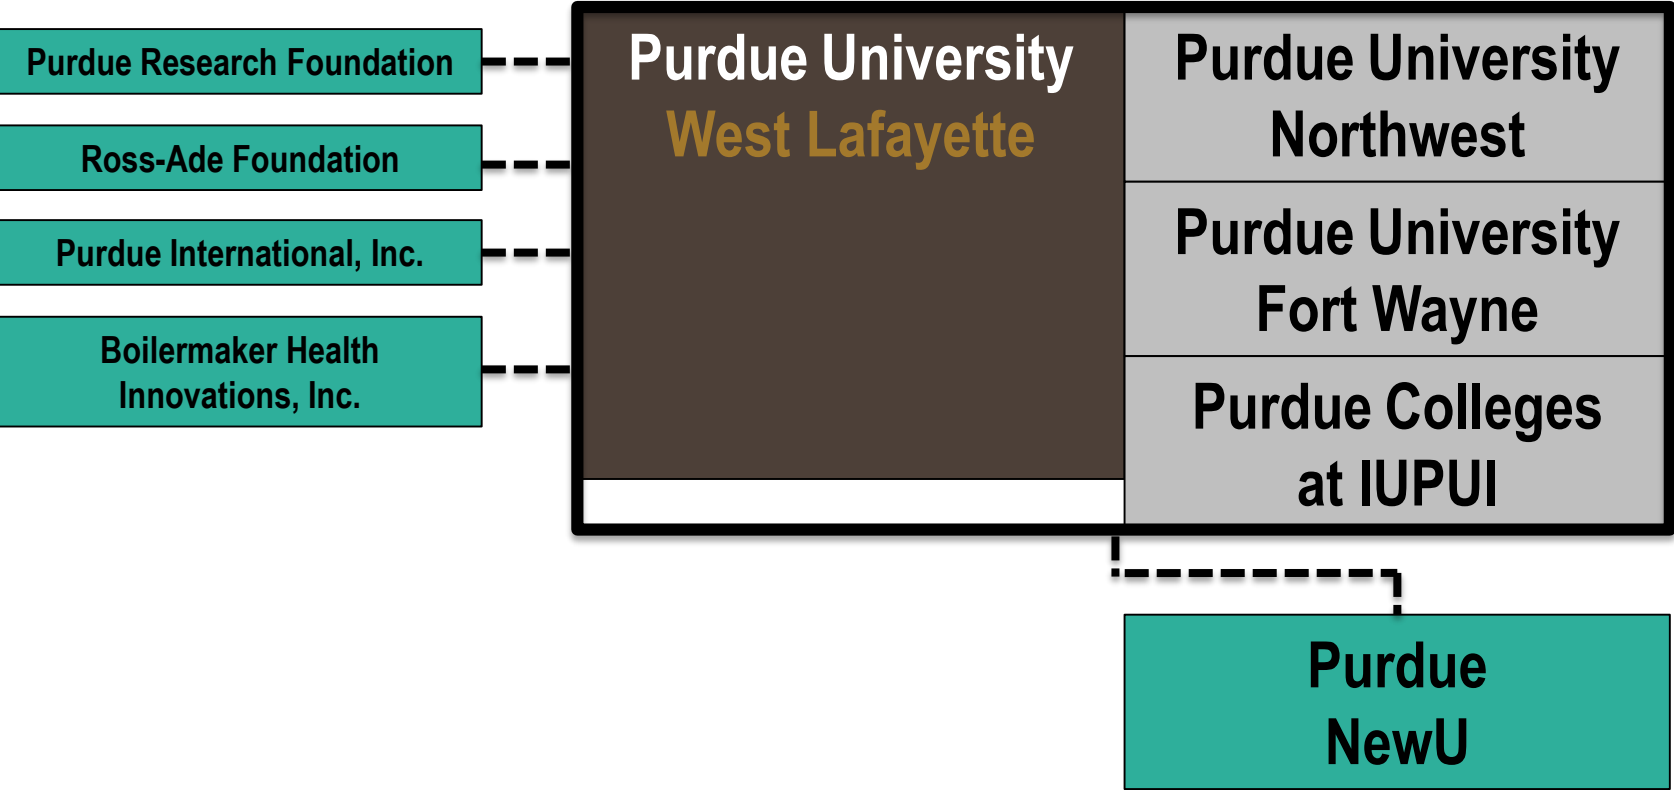 Purdue Research Foundation
Ross-Ade Foundation
Purdue International, Inc.
Boilermaker Health
Innovations, Inc.
Purdue University
West Lafayette
Purdue University
Northwest
Purdue University
Fort Wayne
Purdue Colleges
at IUPUI
Purdue
NewU